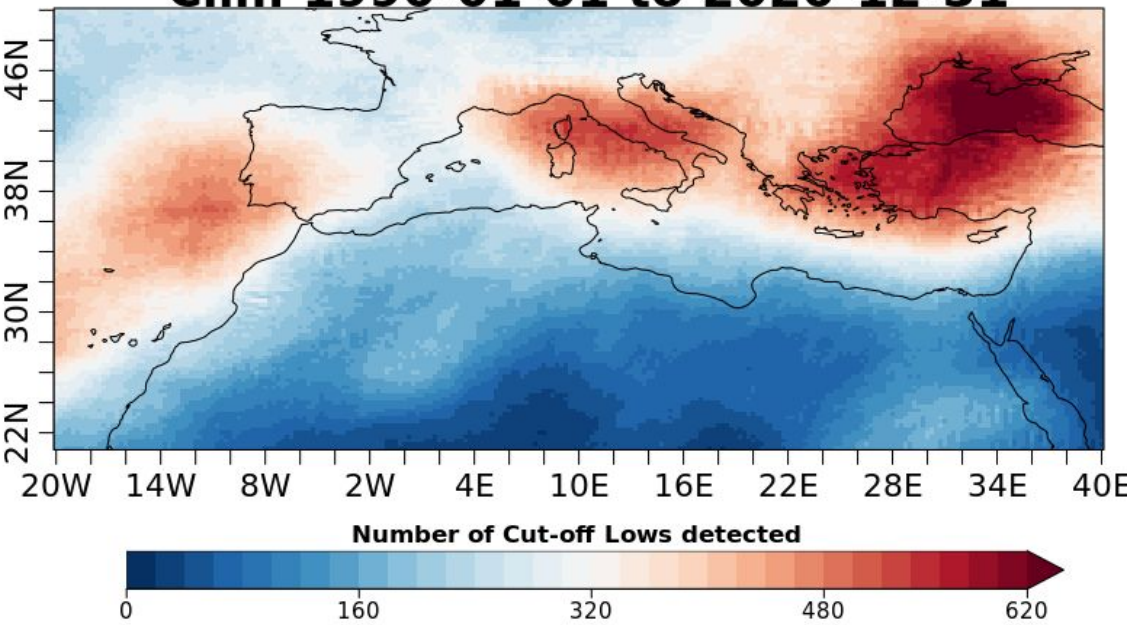 46N
38N
30N
22N
20W 14W 8W 2W 4E 10E 16E 22E 28E 34E 40E
Number of Cut-off Lows detected
0 160 320 480 620